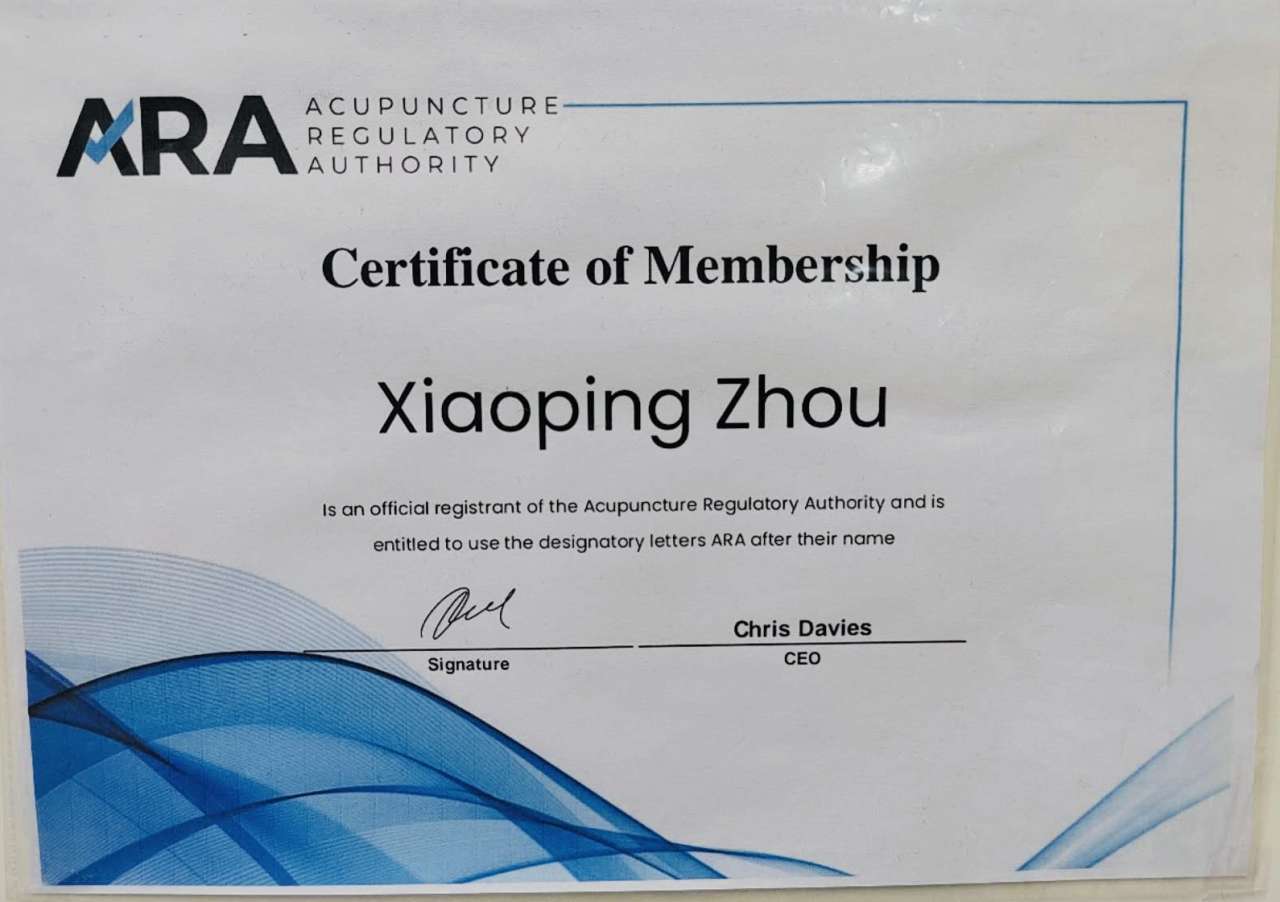 ARA
ACUPUNCTURE
REGULATORY
AUTHORITY
Certificate of Membership
Xiaoping Zhou
Is an official registrant of the Acupuncture Regulatory Authority and is
entitled to use the designatory letters ARA after their name
Chris Davies
Signature
CEO